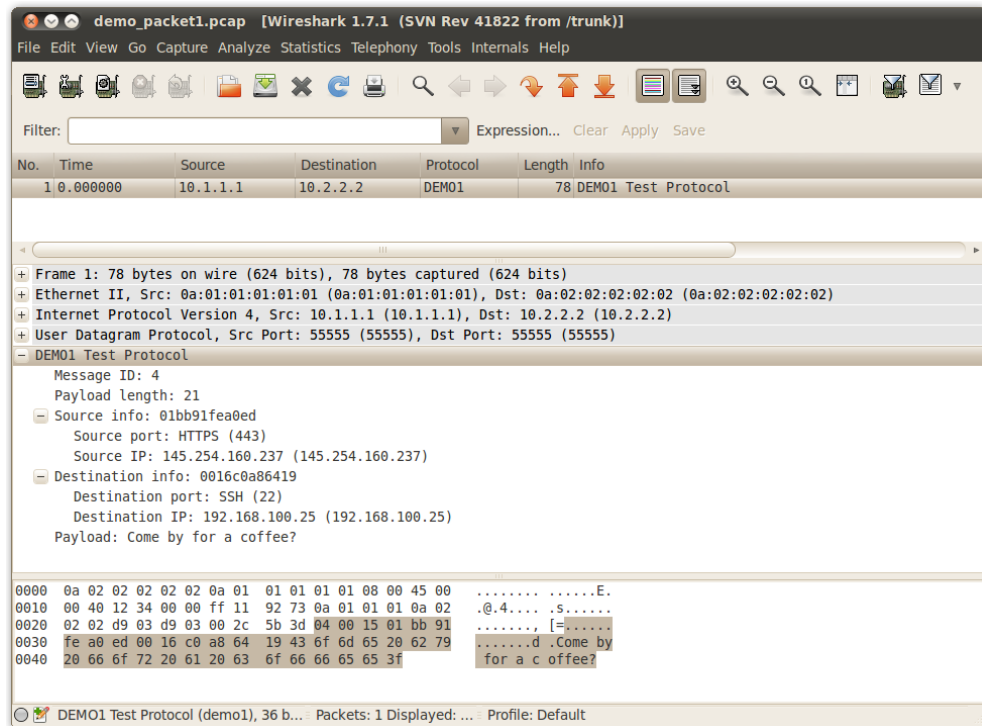 demo_packet1.pcap   [Wireshark 1.7.1  (SVN Rev 41822 from /trunk)]
File Edit View Go Capture Analyze Statistics Telephony Tools Internals Help
Filter: Expression... Clear Apply Save
No. Time Source Destination Protocol Length Info
1 0.000000 10.1.1.1 10.2.2.2 DEMO1 78 DEMO1 Test Protocol
Frame 1: 78 bytes on wire (624 bits), 78 bytes captured (624 bits)
Ethernet II, Src: 0a:01:01:01:01:01 (0a:01:01:01:01:01), Dst: 0a:02:02:02:02:02 (0a:02:02:02:02:02)
Internet Protocol Version 4, Src: 10.1.1.1 (10.1.1.1), Dst: 10.2.2.2 (10.2.2.2)
User Datagram Protocol, Src Port: 55555 (55555), Dst Port: 55555 (55555)
DEMO1 Test Protocol
Message ID: 4
Payload length: 21
Source info: 01bb91fea0ed
Source port: HTTPS (443)
Source IP: 145.254.160.237 (145.254.160.237)
Destination info: 0016c0a86419
Destination port: SSH (22)
Destination IP: 192.168.100.25 (192.168.100.25)
Payload: Come by for a coffee?
0000  0a 02 02 02 02 02 0a 01  01 01 01 01 08 00 45 00   ........ ......E.
0010  00 40 12 34 00 00 ff 11  92 73 0a 01 01 01 0a 02   .@.4.... .s......
0020  02 02 d9 03 d9 03 00 2c  5b 3d 04 00 15 01 bb 91   ......., [=......
0030  fe a0 ed 00 16 c0 a8 64  19 43 6f 6d 65 20 62 79   .......d .Come by
0040  20 66 6f 72 20 61 20 63  6f 66 66 65 65 3f          for a c offee?
DEMO1 Test Protocol (demo1), 36 b... Packets: 1 Displayed: ... Profile: Default